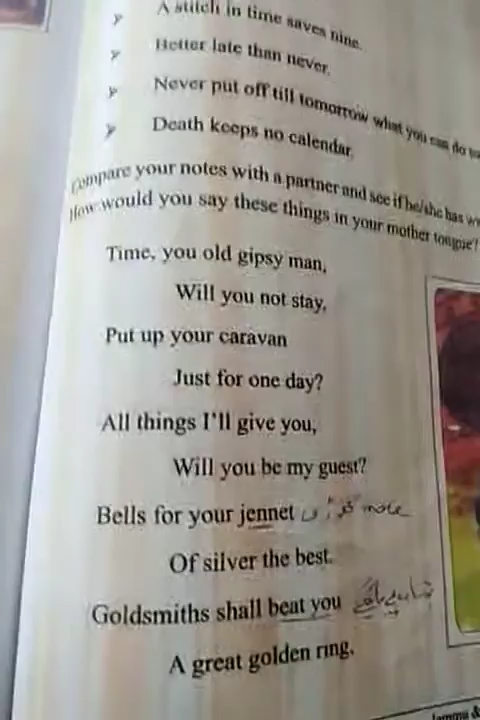 A stitch in time saves nine.
Better late than never.
Never put off till tomorrow what you can do
Death keeps no calendar.
Compare your notes with a partner and see if he/she has
How would you say these things in your mother tongue?
Time, you old gipsy man,
Will you not stay,
Put up your caravan
Just for one day?
All things I'll give you,
Will you be my guest?
Bells for your jennet
Of silver the best.
Goldsmiths shall beat you
A great golden ring.